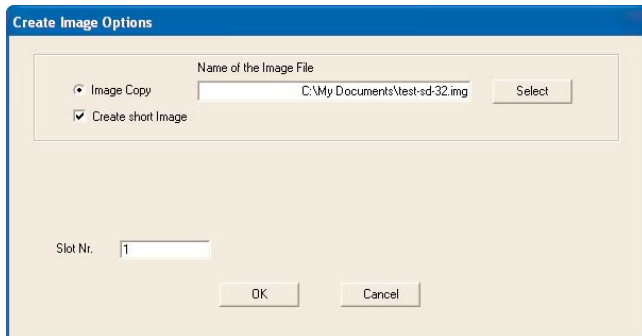 Create Image Options
Name of the Image File
Image Copy
C:\My Documents\test-sd-32.img
Select
Create short Image
Slot Nr.
1
OK
Cancel